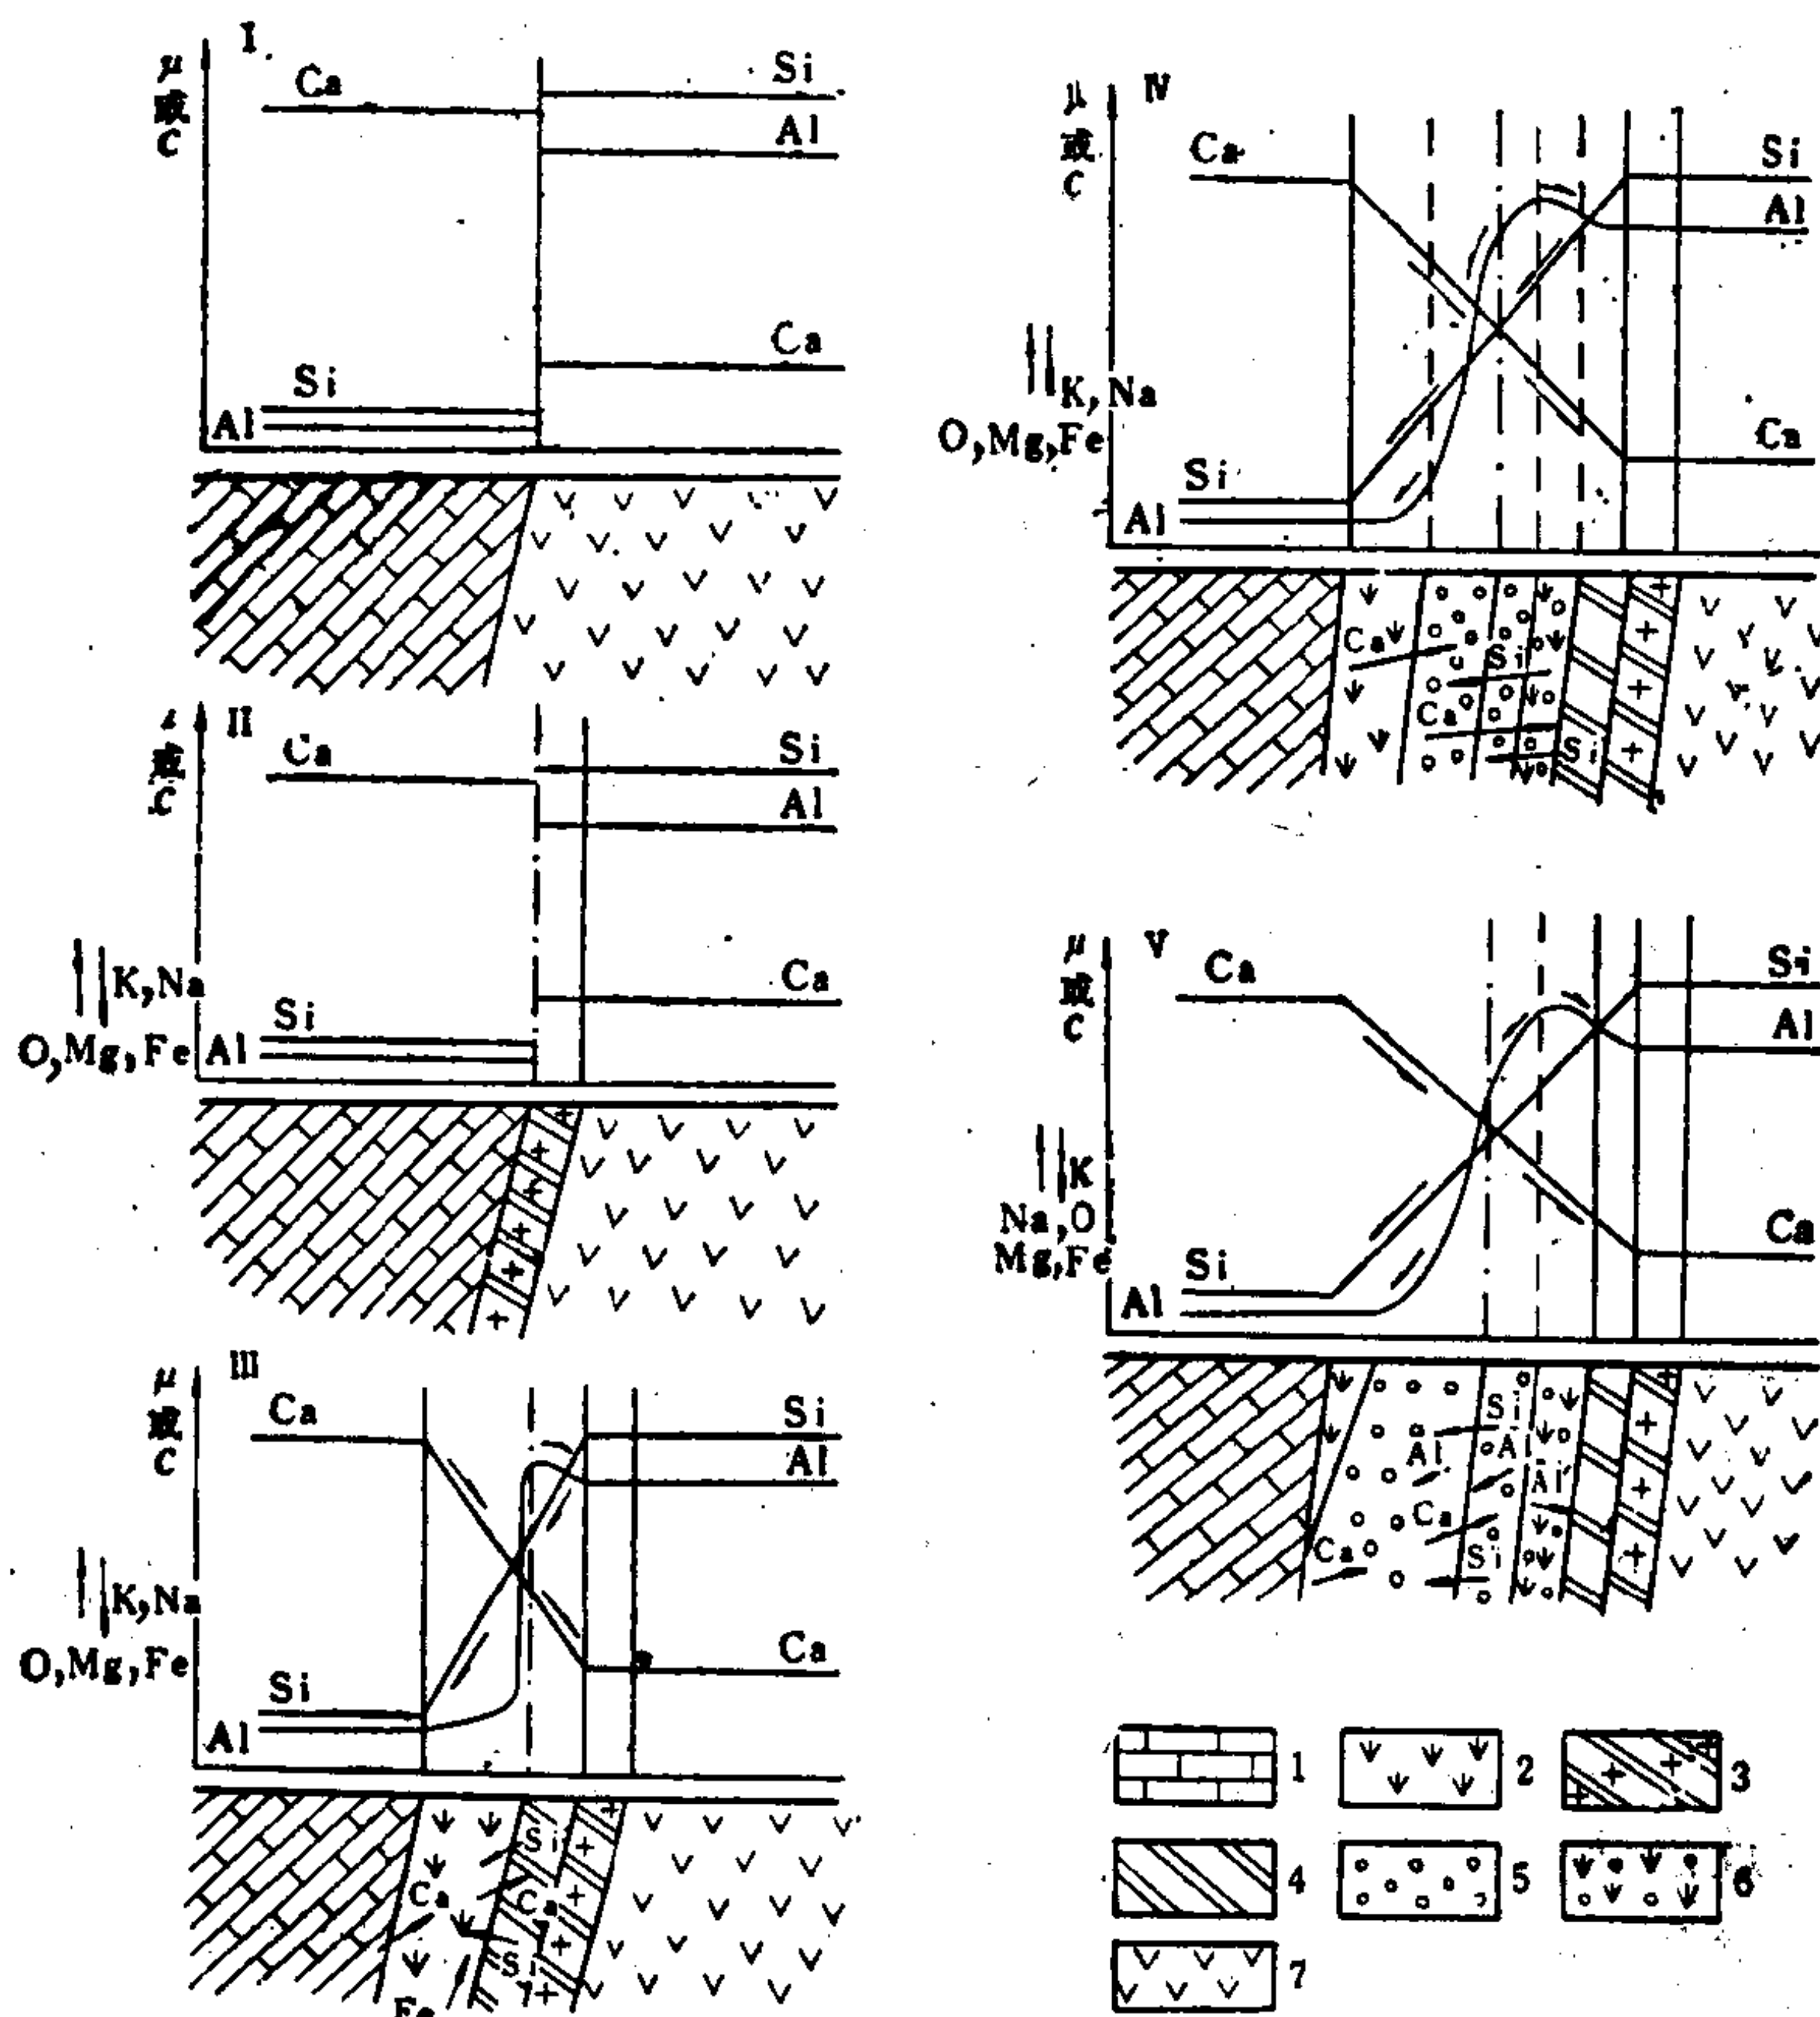 I
μ
或
C
Ca
Si
Al
Ca
Si
Al
II
或
C
Ca
Si
Al
Ca
K,Na
O,Mg,Fe
Si
Al
III
μ
或
C
Ca
Si
Al
Ca
K,Na
O,Mg,Fe
Si
Al
Si
Ca
Ca
Si
Fe
IV
μ
或
C
Ca
Si
Al
Ca
K,Na
O,Mg,Fe
Si
Al
Ca
Si
Ca
Si
V
μ
或
C
Ca
Si
Al
Ca
K
Na,O
Mg,Fe
Si
Al
Si
Al
Al
Al
Ca
Ca
Si
1
2
3
4
5
6
7